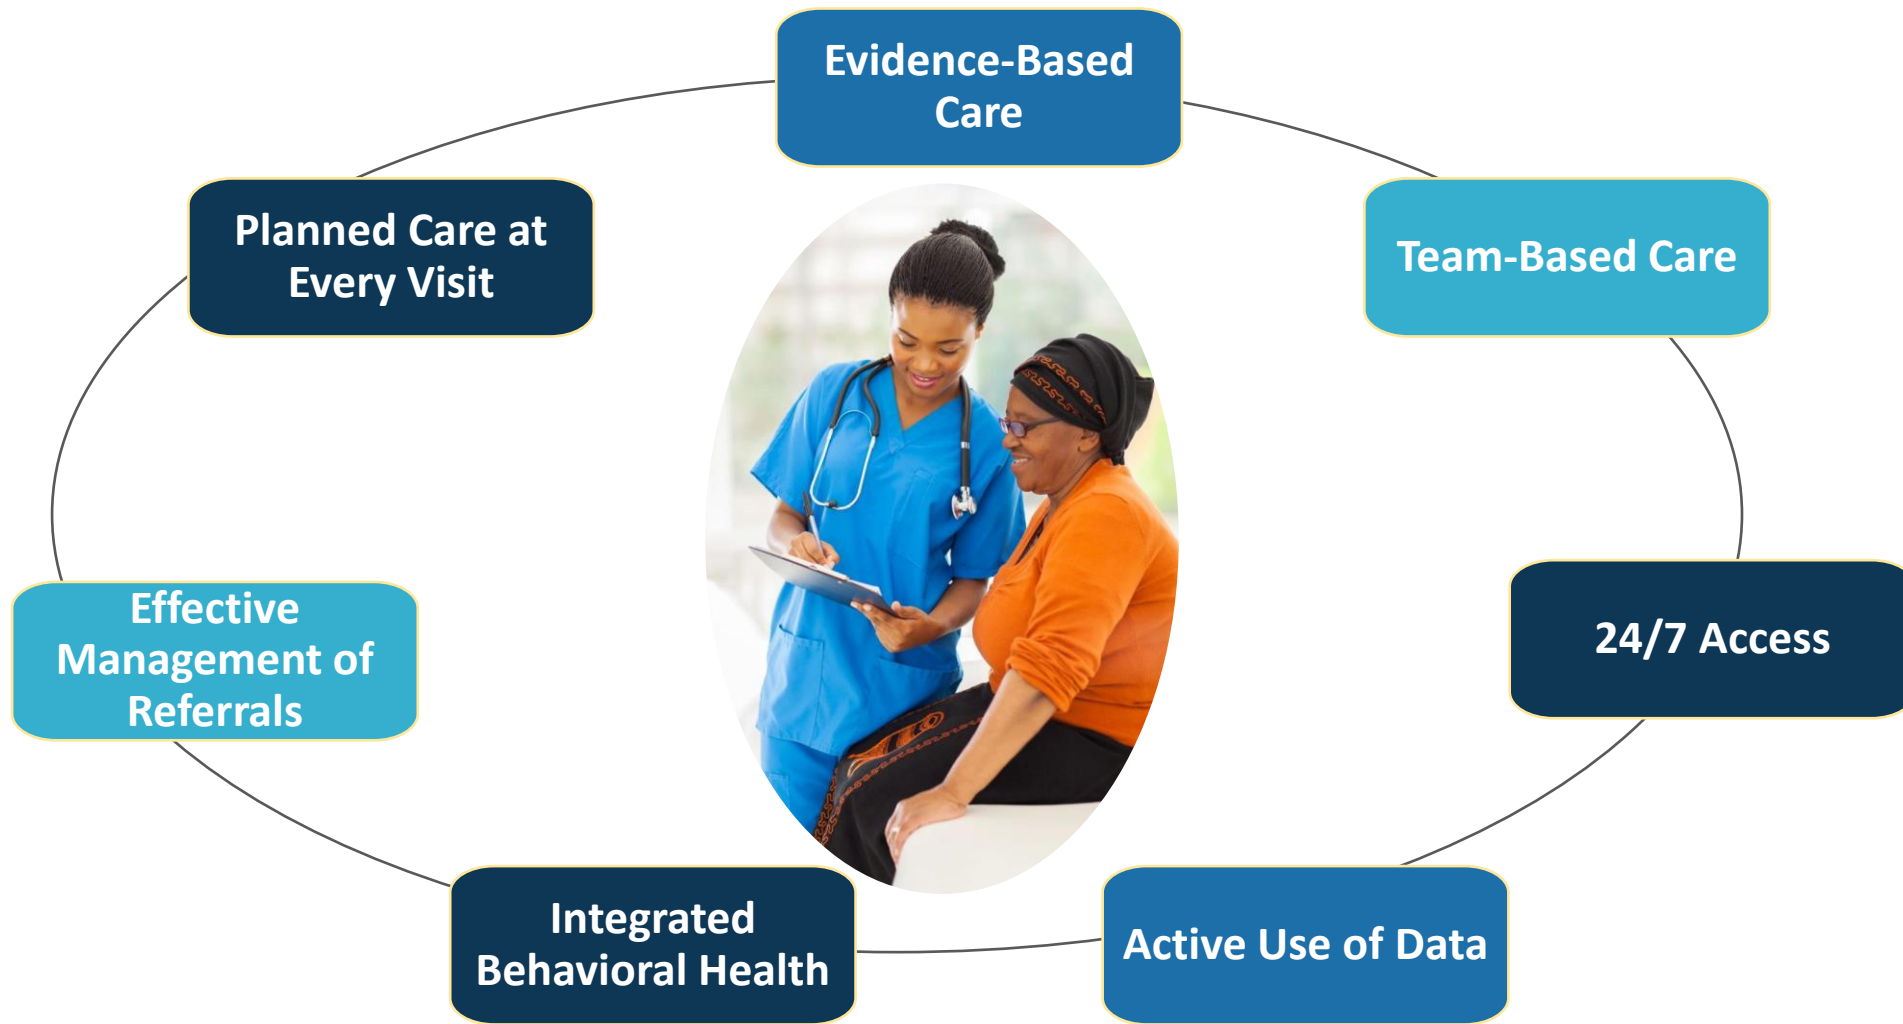 Evidence-Based
Care
Team-Based Care
24/7 Access
Active Use of Data
Integrated
Behavioral Health
Effective
Management of
Referrals
Planned Care at
Every Visit